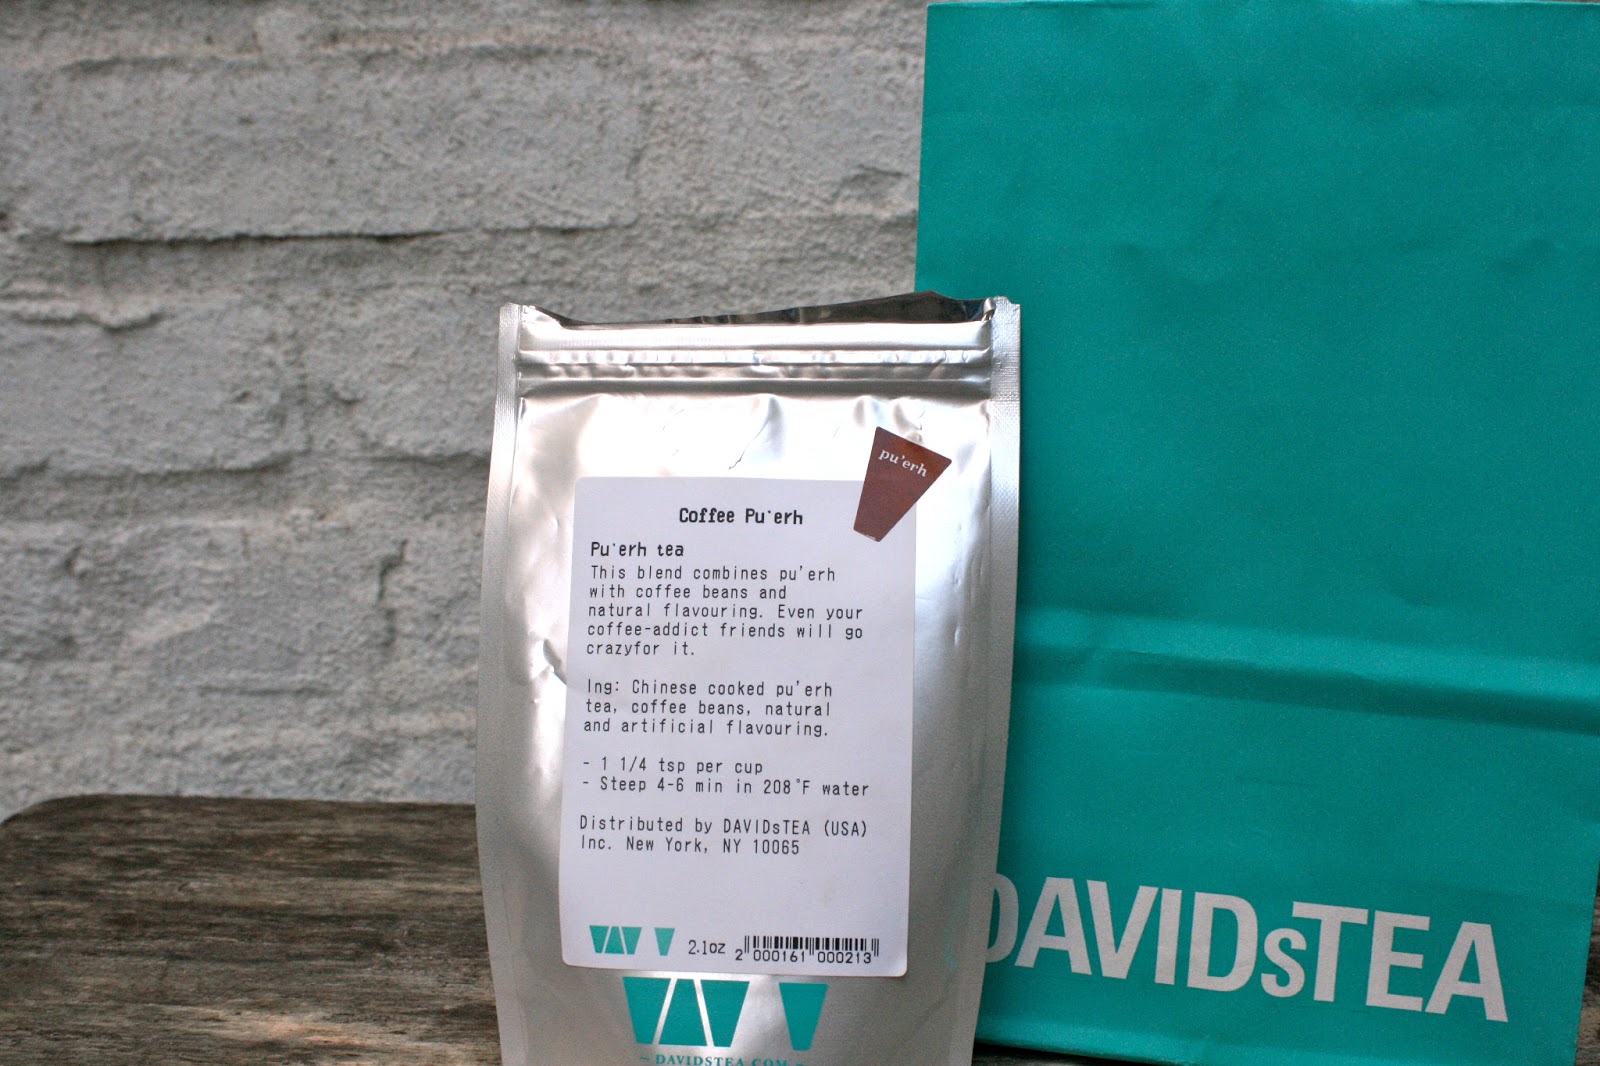 pu'erh
Coffee Pu'erh
Pu'erh tea
This blend combines pu'erh
with coffee beans and
natural flavouring. Even your
coffee-addict friends will go
crazyfor it.
Ing: Chinese cooked pu'erh
tea, coffee beans, natural
and artificial flavouring.
- 1 1/4 tsp per cup
- Steep 4-6 min in 208°F water
Distributed by DAVIDsTEA (USA)
Inc. New York, NY 10065
2.1oz 2 000161 000213
~ DAVIDSTEA.COM ~
DAVIDsTEA